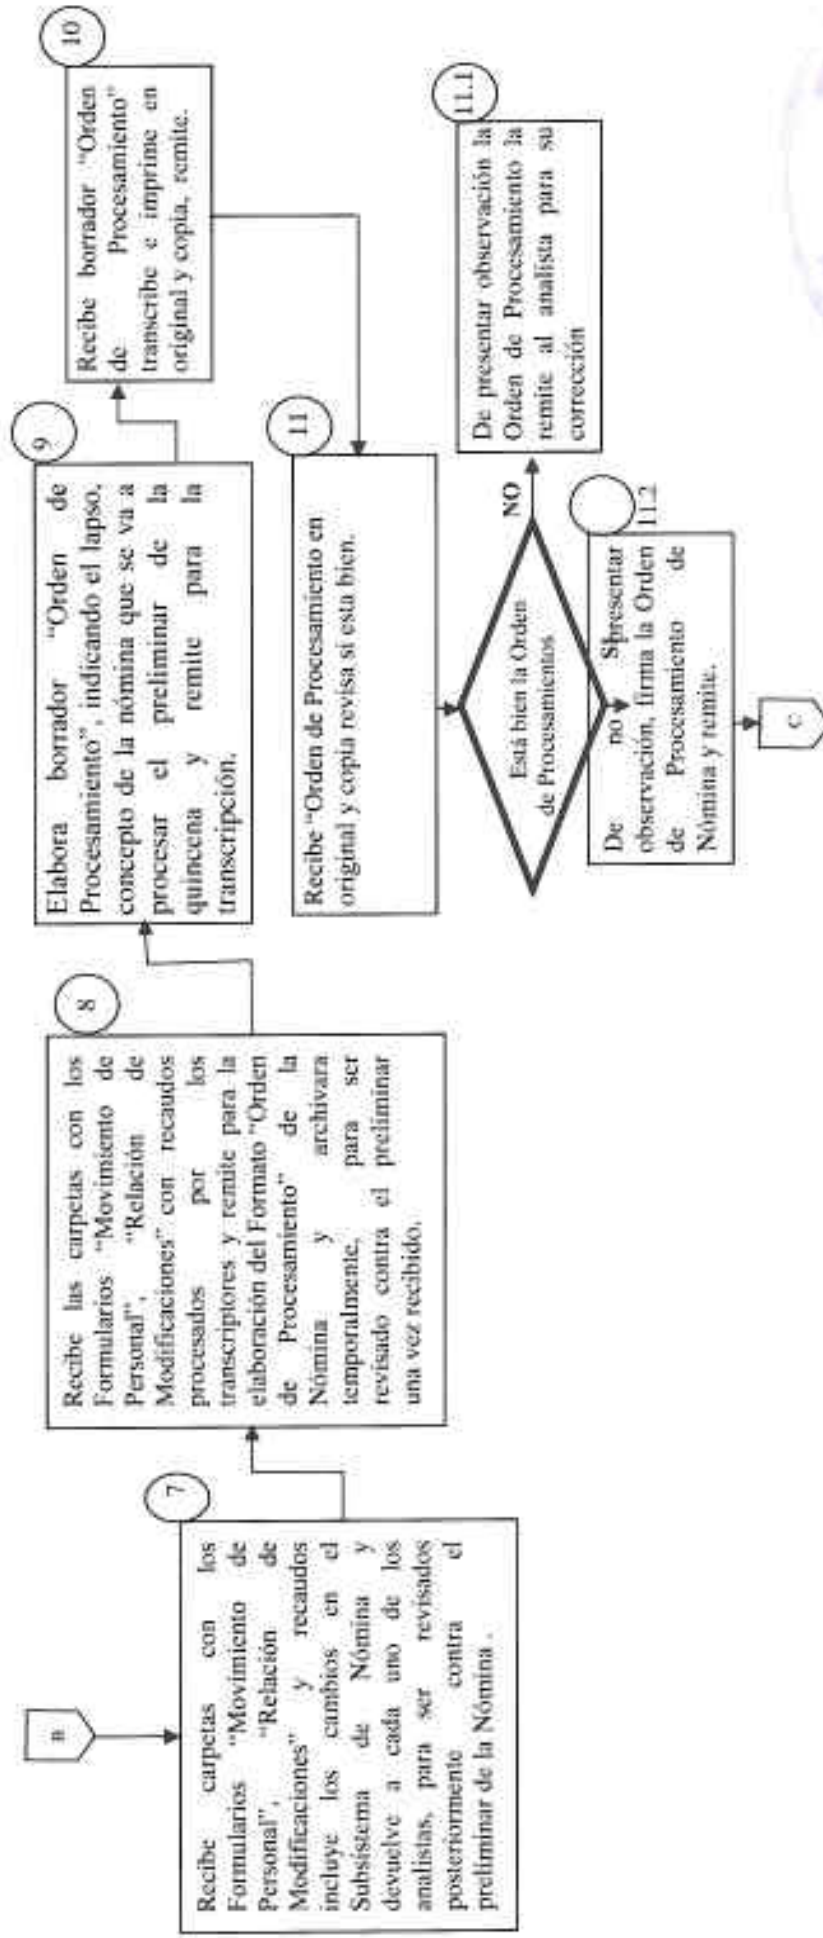 B
7
Recibe carpetas con los
Formularios "Movimiento de
Personal", "Relación de
Modificaciones" y recaudos
incluye los cambios en el
Subsistema de Nómina y
devuelve a cada uno de los
analistas, para ser revisados
posteriormente contra el
preliminar de la Nómina .
8
Recibe las carpetas con los
Formularios "Movimiento de
Personal", "Relación de
Modificaciones" con recaudos
procesados por los
transcriptores y remite para la
elaboración del Formato "Orden
de Procesamiento" de la
Nómina y archivara
temporalmente, para ser
revisado contra el preliminar
una vez recibido.
9
Elabora borrador "Orden de
Procesamiento", indicando el lapso,
concepto de la nómina que se va a
procesar el preliminar de la
quincena y remite para la
transcripción.
10
Recibe borrador "Orden
de Procesamiento"
transcribe e imprime en
original y copia, remite.
11
Recibe "Orden de Procesamiento en
original y copia revisa si esta bien.
Está bien la Orden
de Procesamientos
NO
11.1
De presentar observación la
Orden de Procesamiento la
remite al analista para su
corrección
SI
11.2
De no presentar
observación, firma la Orden
de Procesamiento de
Nómina y remite.
C